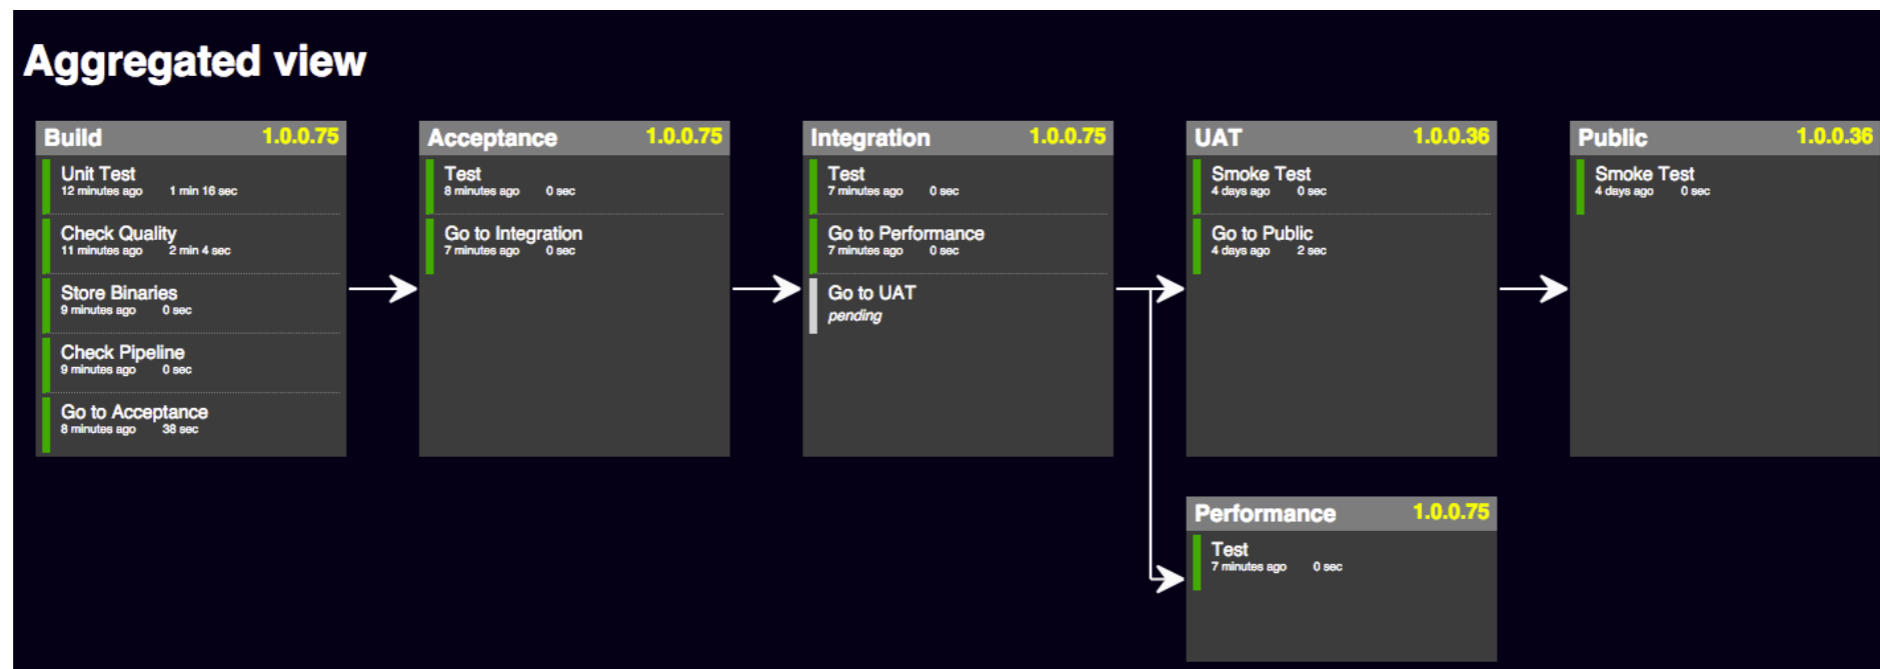 Aggregated view
Build 1.0.0.75
Unit Test
12 minutes ago 1 min 16 sec
Check Quality
11 minutes ago 2 min 4 sec
Store Binaries
9 minutes ago 0 sec
Check Pipeline
9 minutes ago 0 sec
Go to Acceptance
8 minutes ago 38 sec
Acceptance 1.0.0.75
Test
8 minutes ago 0 sec
Go to Integration
7 minutes ago 0 sec
Integration 1.0.0.75
Test
7 minutes ago 0 sec
Go to Performance
7 minutes ago 0 sec
Go to UAT
pending
UAT 1.0.0.36
Smoke Test
4 days ago 0 sec
Go to Public
4 days ago 2 sec
Public 1.0.0.36
Smoke Test
4 days ago 0 sec
Performance 1.0.0.75
Test
7 minutes ago 0 sec